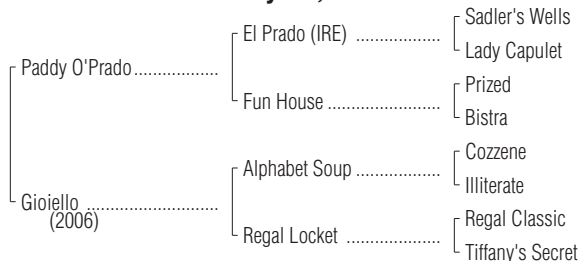 Sadler's Wells
El Prado (IRE) ..................
Lady Capulet
Paddy O'Prado..................
Prized
Fun House ........................
Bistra
Cozzene
Alphabet Soup ..................
Illiterate
Gioiello ............................
(2006)
Regal Classic
Regal Locket ....................
Tiffany's Secret